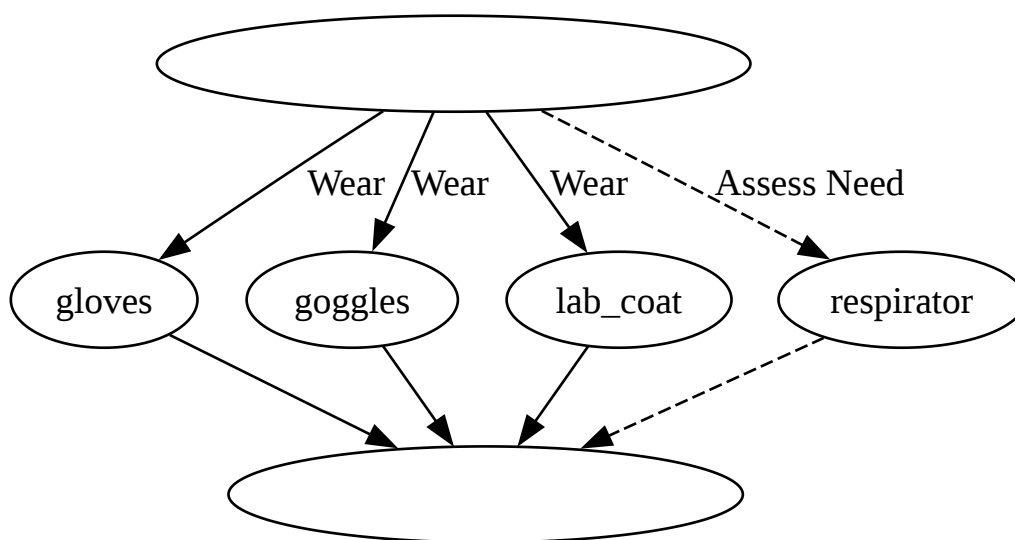 Wear
Wear
Wear
Assess Need
gloves
goggles
lab_coat
respirator